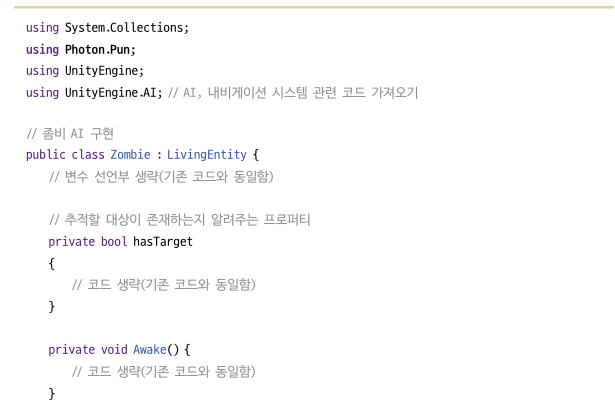 using System.Collections;
using Photon.Pun;
using UnityEngine;
using UnityEngine.AI; // AI, 내비게이션 시스템 관련 코드 가져오기
// 좀비 AI 구현
public class Zombie : LivingEntity {
// 변수 선언부 생략(기존 코드와 동일함)
// 추적할 대상이 존재하는지 알려주는 프로퍼티
private bool hasTarget
{
// 코드 생략(기존 코드와 동일함)
}
private void Awake() {
// 코드 생략(기존 코드와 동일함)
}